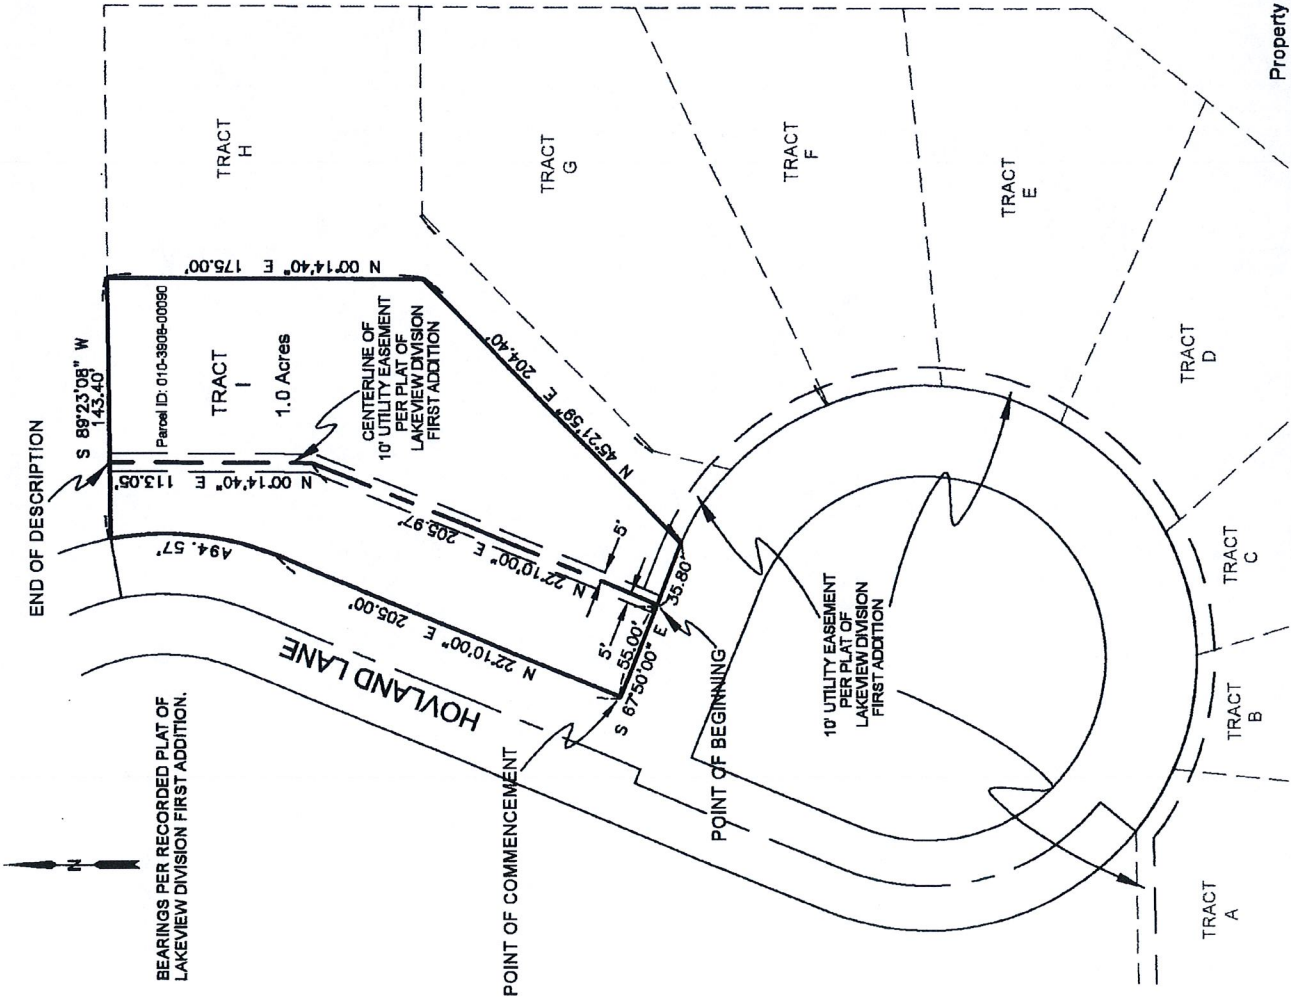 END OF DESCRIPTION
S 89°23'08" W
143.40'
Parcel ID: 010-3908-00090
TRACT
I
1.0 Acres
N 00°14'40" E 175.00'
N 00°14'40" E 113.05'
A94.57'
CENTERLINE OF
10' UTILITY EASEMENT
PER PLAT OF
LAKEVIEW DIVISION
FIRST ADDITION
TRACT
H
N 22°10'00" E 205.97'
N 22°10'00" E 205.00'
N 45°21'59" E 204.40'
HOVLAND LANE
5'
5'
55.00'
35.80'
S 67°50'00" E
TRACT
G
BEARINGS PER RECORDED PLAT OF
LAKEVIEW DIVISION FIRST ADDITION.
N
POINT OF COMMENCEMENT
POINT OF BEGINNING
10' UTILITY EASEMENT
PER PLAT OF
LAKEVIEW DIVISION
FIRST ADDITION
TRACT
F
TRACT
E
TRACT
D
TRACT
C
TRACT
B
TRACT
A
Property